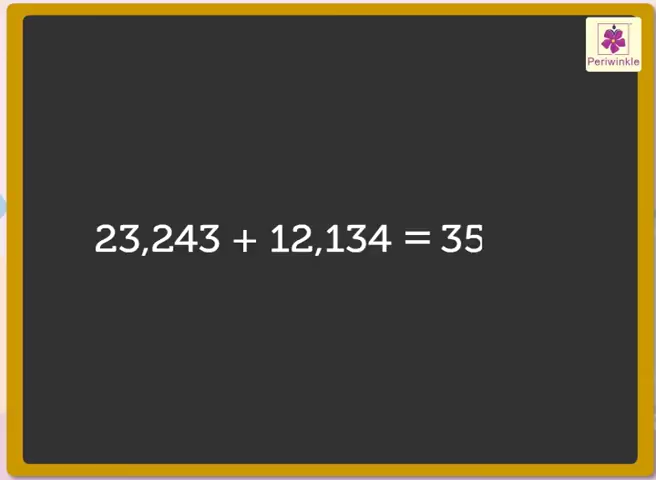 Periwinkle
23,243 + 12,134 = 35